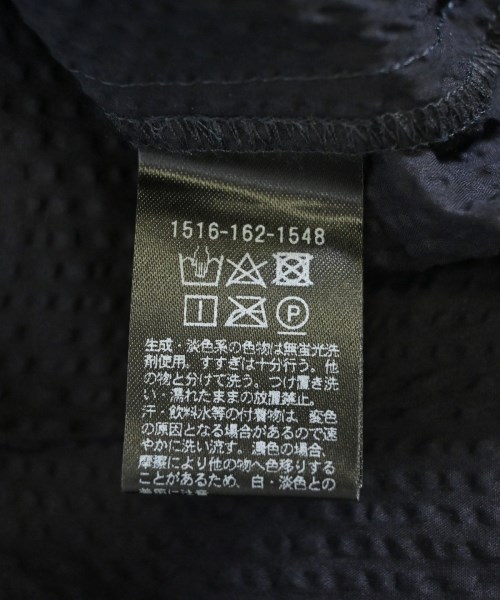 1516-162-1548
P
生成・淡色系の色物は無蛍光洗
剤使用。すすぎは十分行う。他
の物と分けて洗う。つけ置き洗
い・濡れたままの放置禁止。
汗・飲料水等の付着物は、変色
の原因となる場合があるので速
やかに洗い流す。濃色の場合、
摩擦により他の物へ色移りする
ことがあるため、白・淡色との
着用に注意